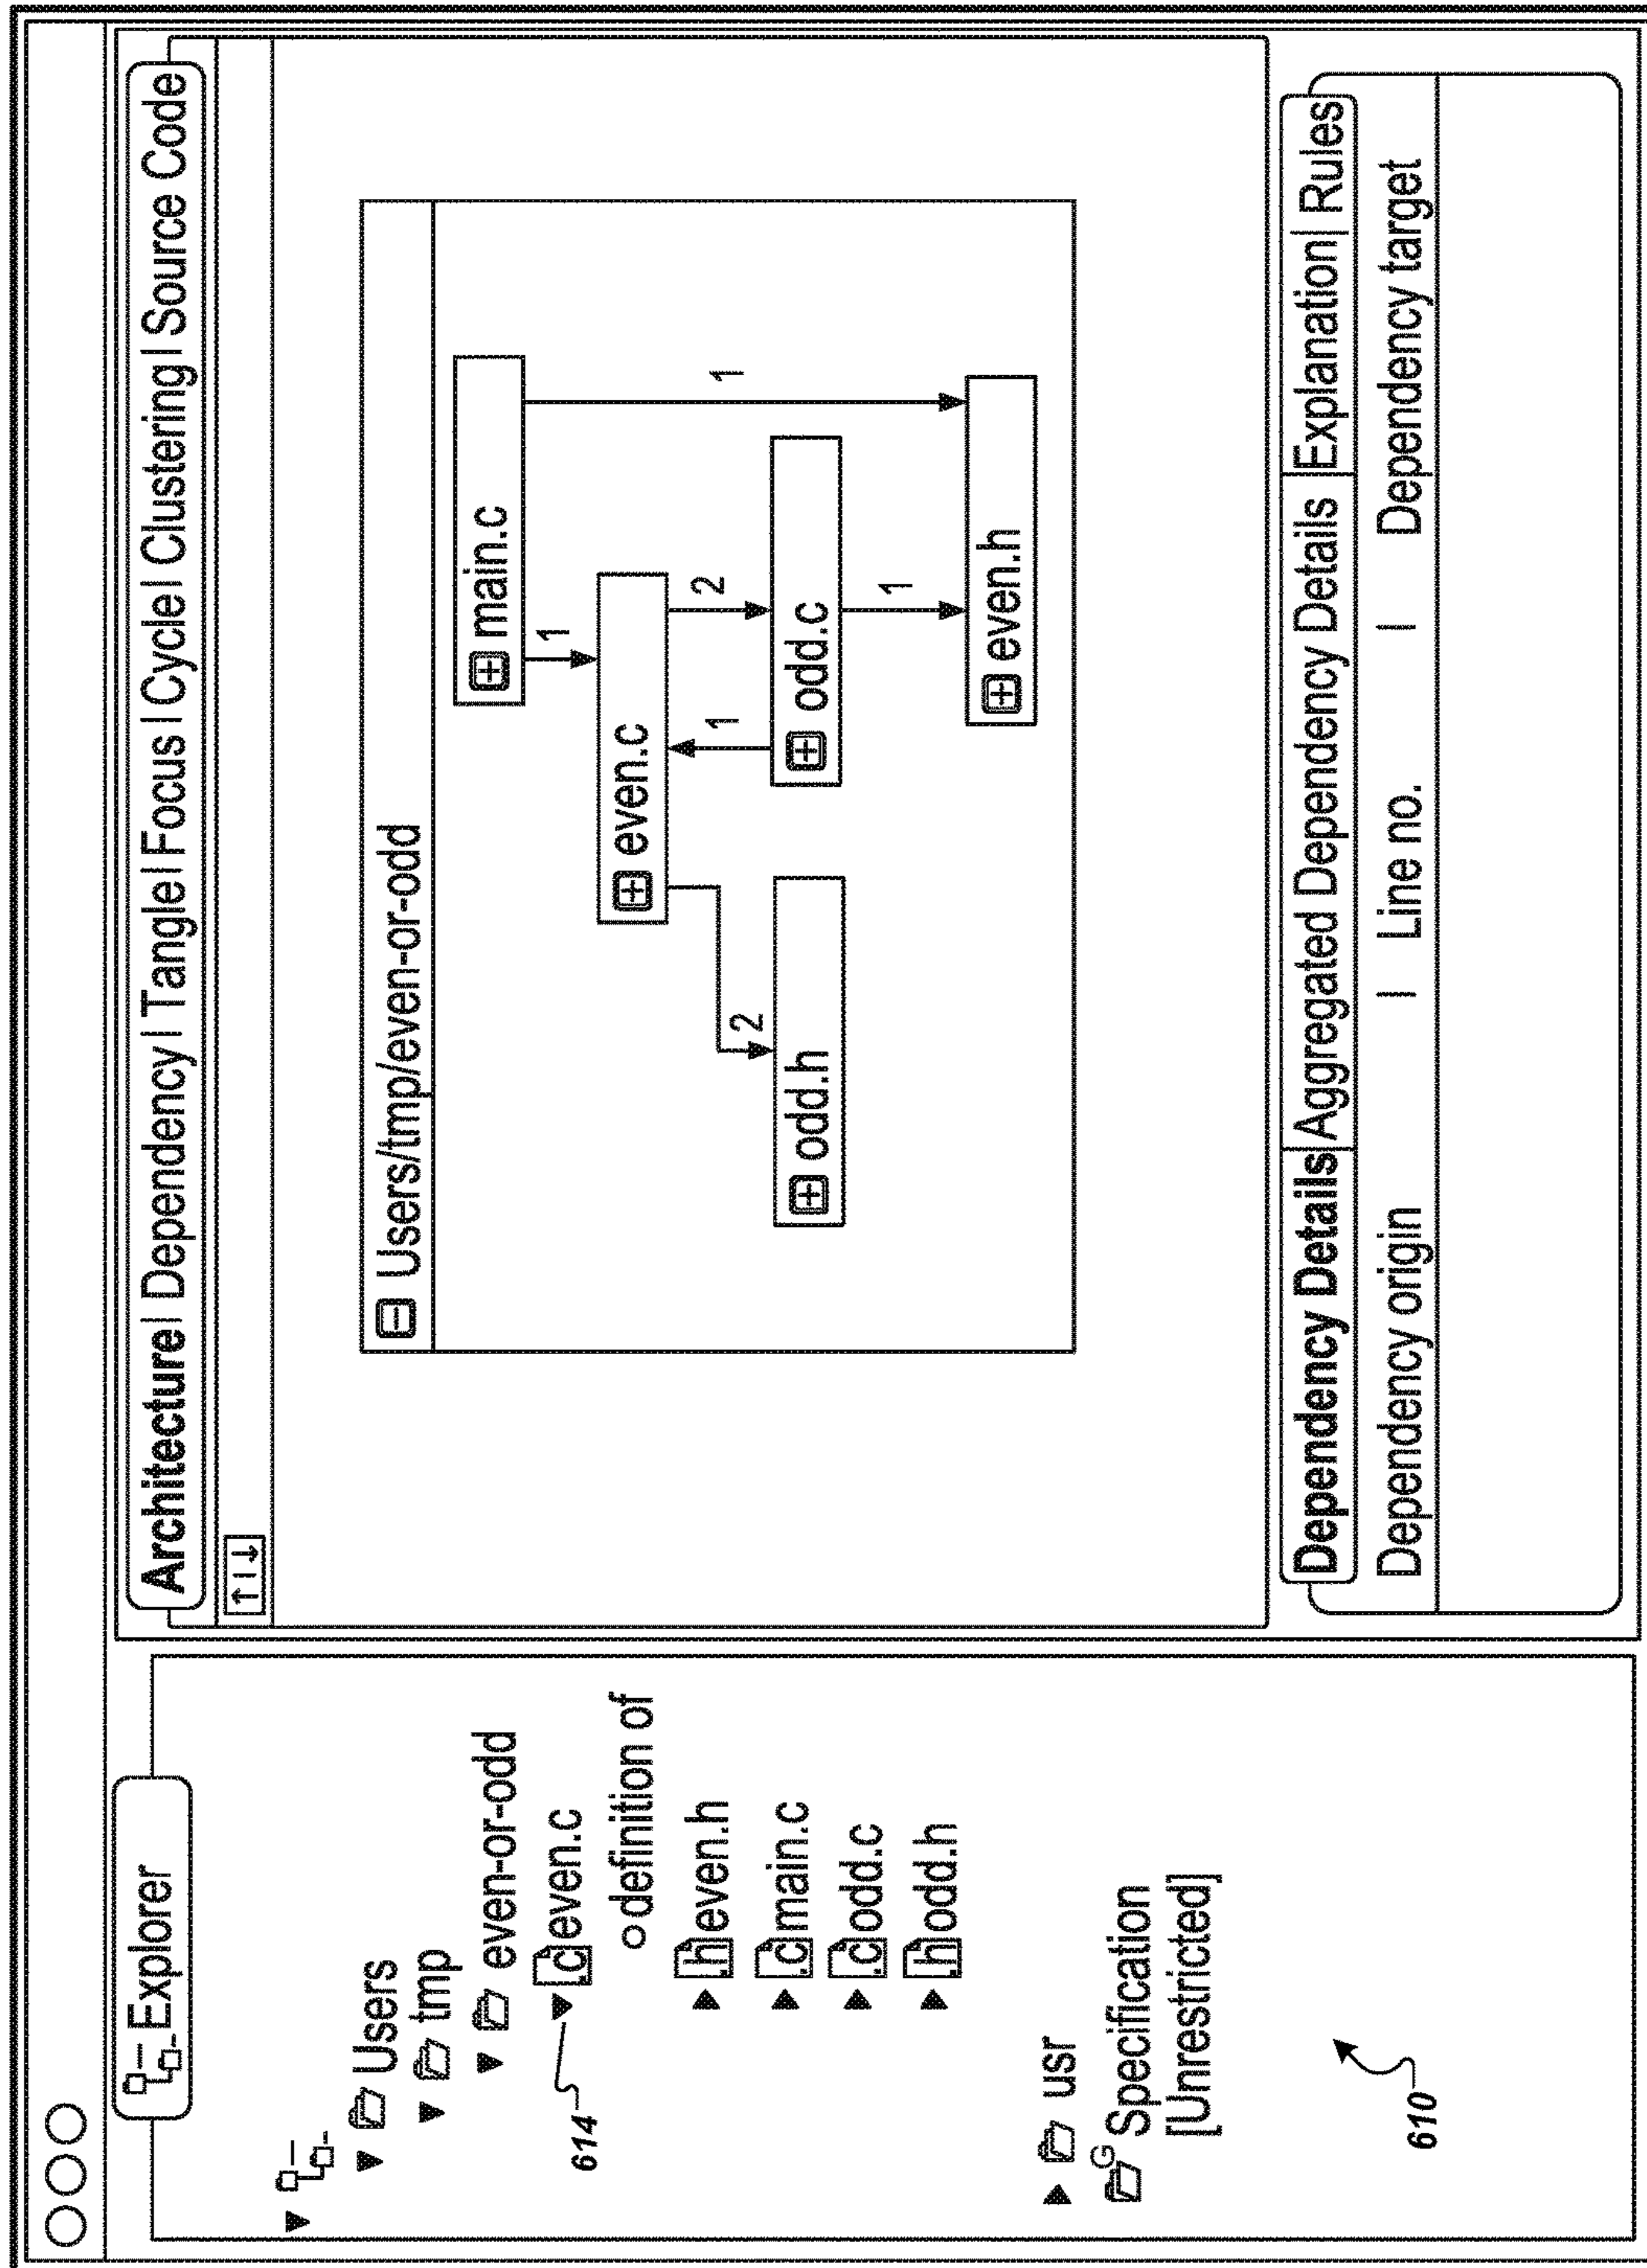 Explorer
Users
tmp
even-or-odd
.c even.c
definition of
.h even.h
.c main.c
.c odd.c
.h odd.h
usr
G Specification
[Unrestricted]
614
610
Architecture| Dependency| Tangle| Focus | Cycle| Clustering| Source Code
Users/tmp/even-or-odd
main.c
1
1
even.c
2
1
2
odd.h
odd.c
1
even.h
Dependency Details| Aggregated Dependency Details |Explanation| Rules
Dependency origin | Line no. | Dependency target